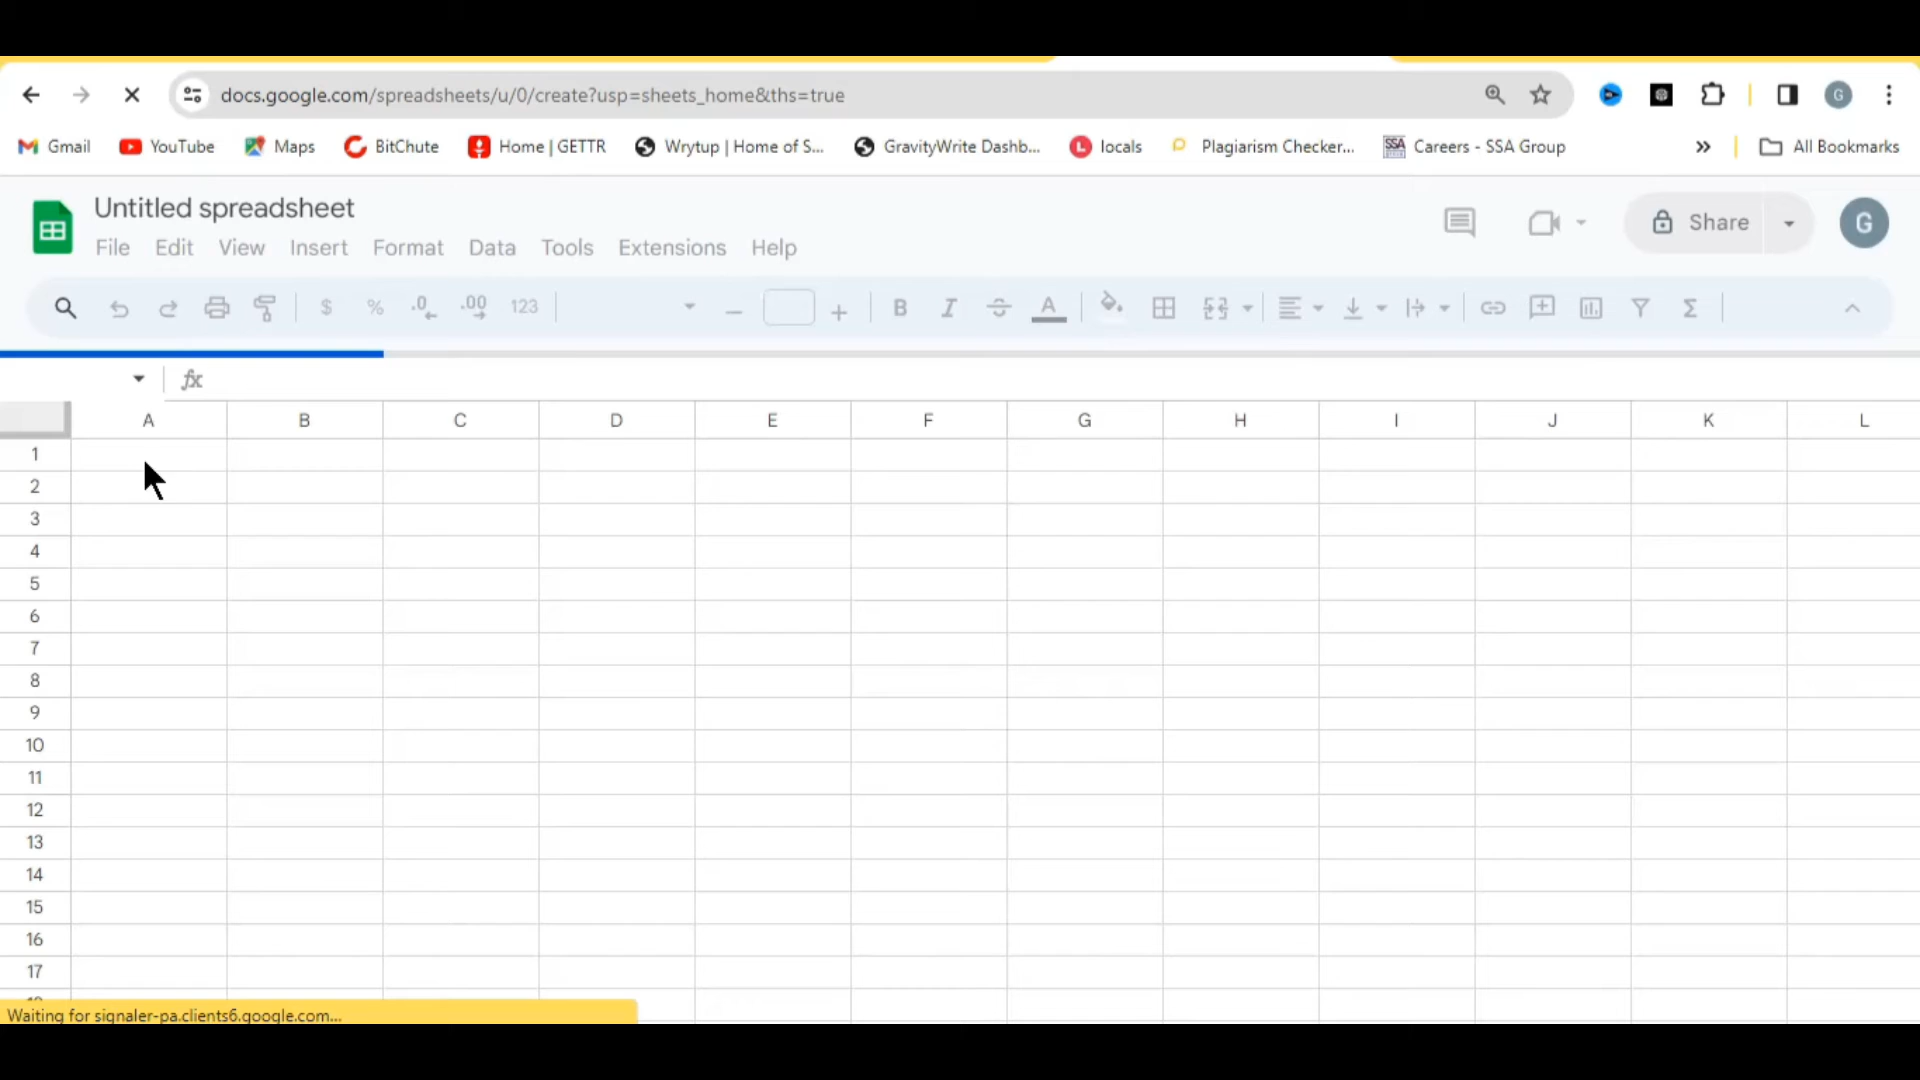 docs.google.com/spreadsheets/u/0/create?usp=sheets_home&ths=true
Gmail YouTube Maps BitChute Home | GETTR Wrytup | Home of S... GravityWrite Dashb... locals Plagiarism Checker... SSA Careers - SSA Group » All Bookmarks
G
Untitled spreadsheet
File Edit View Insert Format Data Tools Extensions Help
Share
G
$ % .0 .00 123 B I A Σ
fx
A B C D E F G H I J K L
1
2
3
4
5
6
7
8
9
10
11
12
13
14
15
16
17
Waiting for signaler-pa.clients6.google.com...